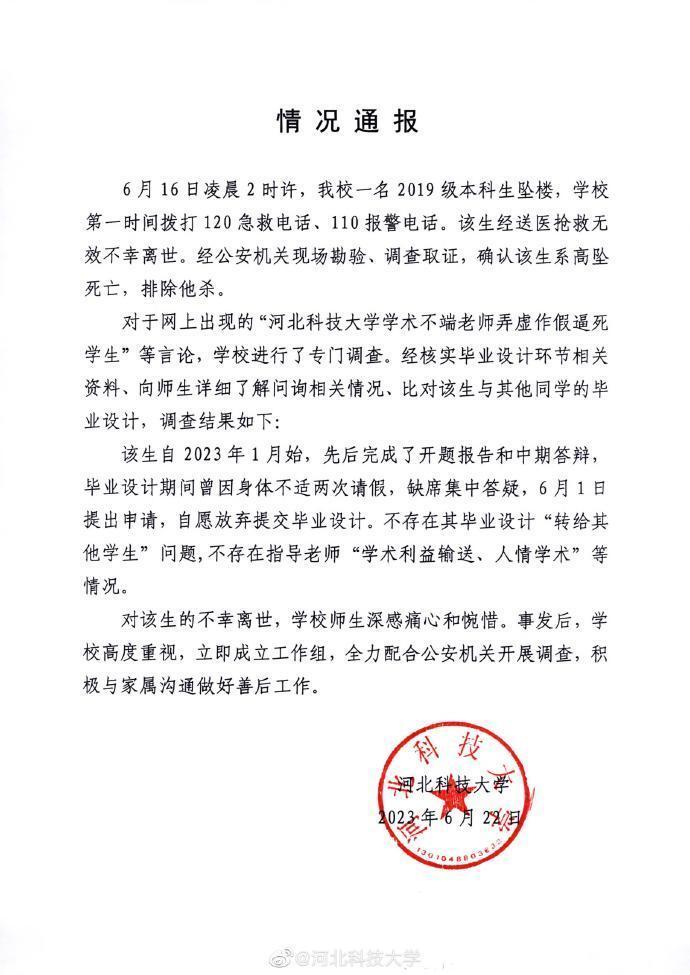 情况通报
6月16日凌晨2时许，我校一名2019级本科生坠楼，学校
第一时间拨打120急救电话、110报警电话。该生经送医抢救无
效不幸离世。经公安机关现场勘验、调查取证，确认该生系高坠
死亡，排除他杀。
对于网上出现的“河北科技大学学术不端老师弄虚作假逼死
学生”等言论，学校进行了专门调查。经核实毕业设计环节相关
资料、向师生详细了解问询相关情况、比对该生与其他同学的毕
业设计，调查结果如下：
该生自2023年1月始，先后完成了开题报告和中期答辩，
毕业设计期间曾因身体不适两次请假，缺席集中答疑，6月1日
提出申请，自愿放弃提交毕业设计。不存在其毕业设计“转给其
他学生”问题,不存在指导老师“学术利益输送、人情学术”等
情况。
对该生的不幸离世，学校师生深感痛心和惋惜。事发后，学
校高度重视，立即成立工作组，全力配合公安机关开展调查，积
极与家属沟通做好善后工作。
河北科技大学
河北科技大学
2023年6月22日
@河北科技大学